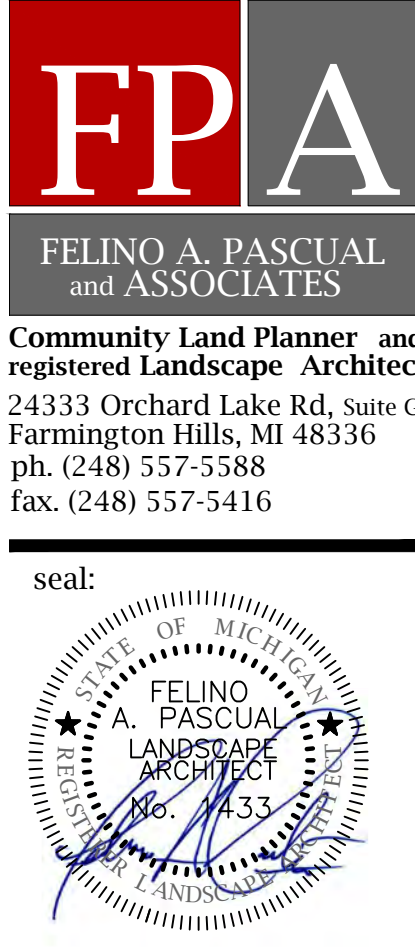 FPA
FELINO A. PASCUAL
and ASSOCIATES
Community Land Planner and
registered Landscape Architec
24333 Orchard Lake Rd, Suite G
Farmington Hills, MI 48336
ph. (248) 557-5588
fax. (248) 557-5416
seal:
STATE OF MICHIGAN
FELINO
A. PASCUAL
LANDSCAPE
ARCHITECT
No. 1433
REGISTERER LANDSCAPE ARCHITECT